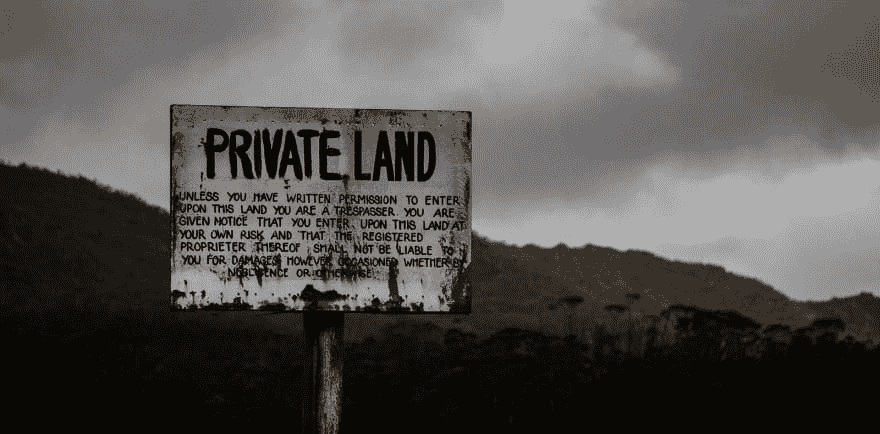 PRIVATE LAND
UNLESS YOU HAVE WRITTEN PERMISSION TO ENTER
UPON THIS LAND YOU ARE A TRESPASSER. YOU ARE
GIVEN NOTICE THAT YOU ENTER UPON THIS LAND AT
YOUR OWN RISK AND THAT THE REGISTERED
PROPRIETER THEREOF SHALL NOT BE LIABLE TO
YOU FOR DAMAGES HOWEVER OCCASIONED WHETHER BY
NEGLIGENCE OR OTHERWISE